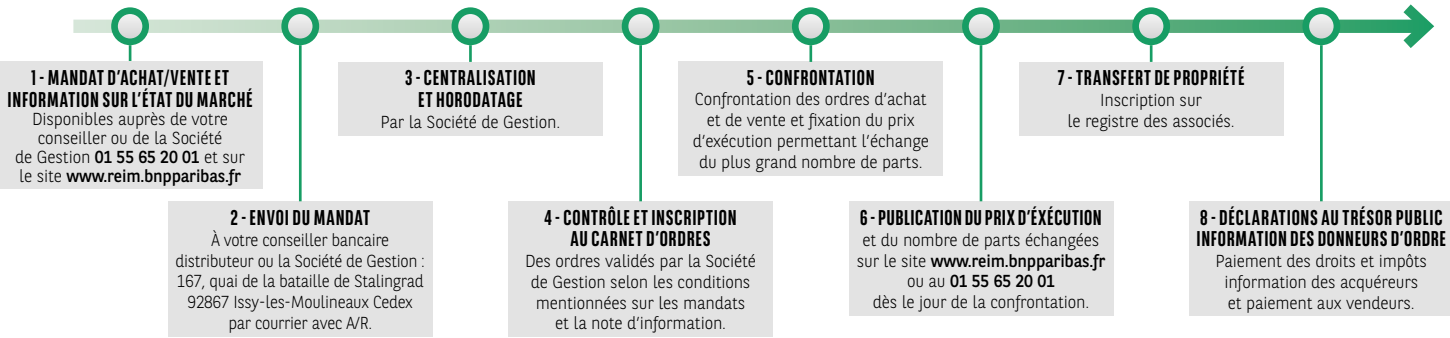 1 - MANDAT D'ACHAT/VENTE ET
INFORMATION SUR L'ÉTAT DU MARCHÉ
Disponibles auprès de votre
conseiller ou de la Société
de Gestion 01 55 65 20 01 et sur
le site www.reim.bnpparibas.fr
2 - ENVOI DU MANDAT
À votre conseiller bancaire
distributeur ou la Société de Gestion :
167, quai de la bataille de Stalingrad
92867 Issy-les-Moulineaux Cedex
par courrier avec A/R.
3 - CENTRALISATION
ET HORODATAGE
Par la Société de Gestion.
4 - CONTRÔLE ET INSCRIPTION
AU CARNET D'ORDRES
Des ordres validés par la Société
de Gestion selon les conditions
mentionnées sur les mandats
et la note d'information.
5 - CONFRONTATION
Confrontation des ordres d'achat
et de vente et fixation du prix
d'exécution permettant l'échange
du plus grand nombre de parts.
6 - PUBLICATION DU PRIX D'ÉXÉCUTION
et du nombre de parts échangées
sur le site www.reim.bnpparibas.fr
ou au 01 55 65 20 01
dès le jour de la confrontation.
7 - TRANSFERT DE PROPRIÉTÉ
Inscription sur
le registre des associés.
8 - DÉCLARATIONS AU TRÉSOR PUBLIC
INFORMATION DES DONNEURS D'ORDRE
Paiement des droits et impôts
information des acquéreurs
et paiement aux vendeurs.